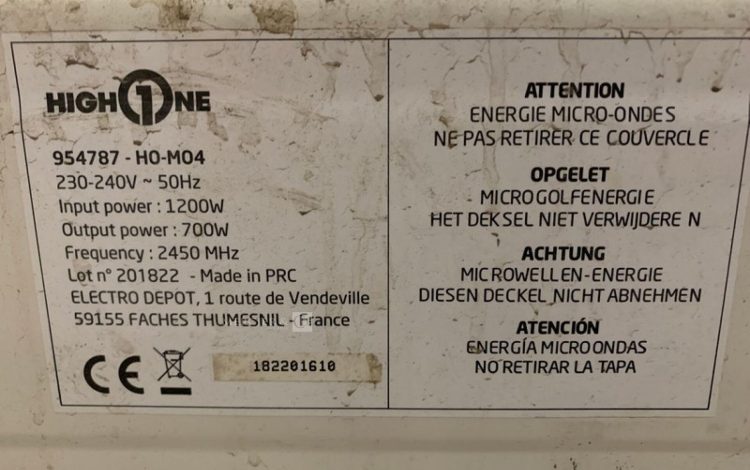 HIGH ONE
954787 - HO-M04
230-240V ~ 50Hz
Input power : 1200W
Output power : 700W
Frequency : 2450 MHz
Lot n° 201822 - Made in PRC
ELECTRO DEPOT, 1 route de Vendeville
59155 FACHES THUMESNIL - France
CE
182201610
ATTENTION
ENERGIE MICRO-ONDES
NE PAS RETIRER CE COUVERCLE
OPGELET
MICROGOLFENERGIE
HET DEKSEL NIET VERWIJDEREN
ACHTUNG
MICROWELLEN-ENERGIE
DIESEN DECKEL NICHT ABNEHMEN
ATENCIÓN
ENERGÍA MICROONDAS
NO RETIRAR LA TAPA